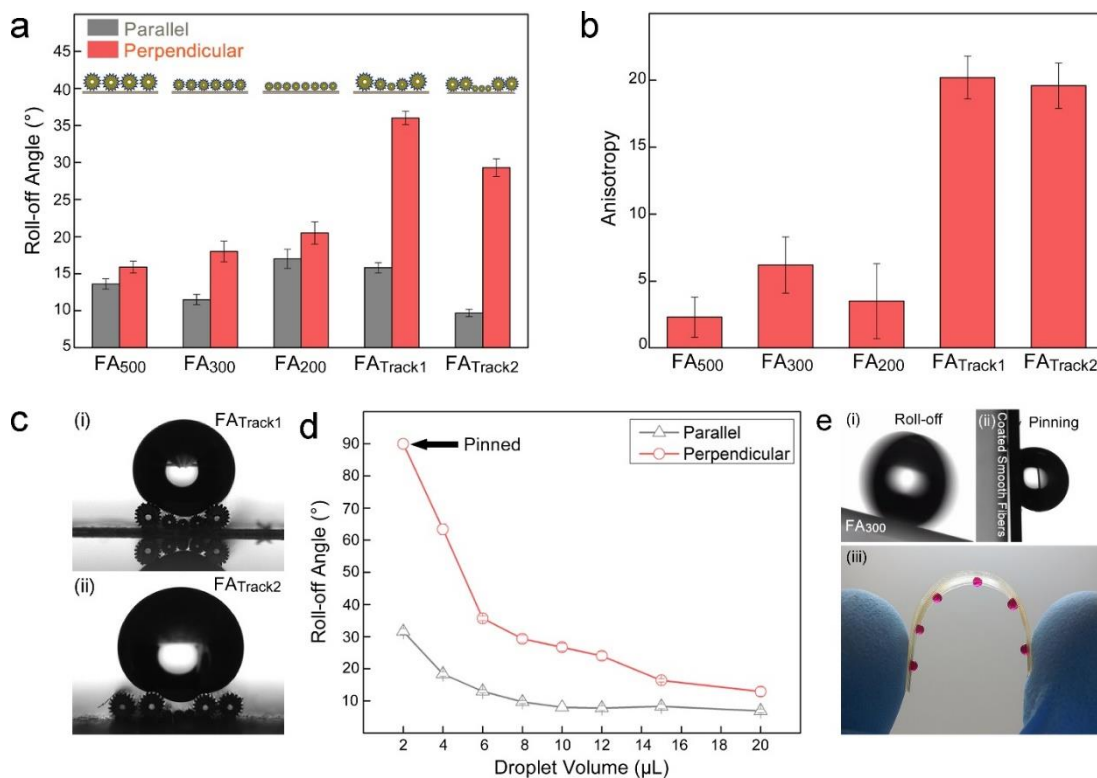 a
Parallel
Perpendicular
45
40
35
30
25
20
15
10
5
Roll-off Angle (°)
FA500
FA300
FA200
FATrack1
FATrack2
b
20
15
10
5
0
Anisotropy
FA500
FA300
FA200
FATrack1
FATrack2
c
(i)
FATrack1
(ii)
FATrack2
d
90
80
70
60
50
40
30
20
10
Roll-off Angle (°)
Pinned
Parallel
Perpendicular
2 4 6 8 10 12 14 16 18 20
Droplet Volume (µL)
e
(i)
Roll-off
FA300
(ii)
Pinning
Coated Smooth Fibers
(iii)